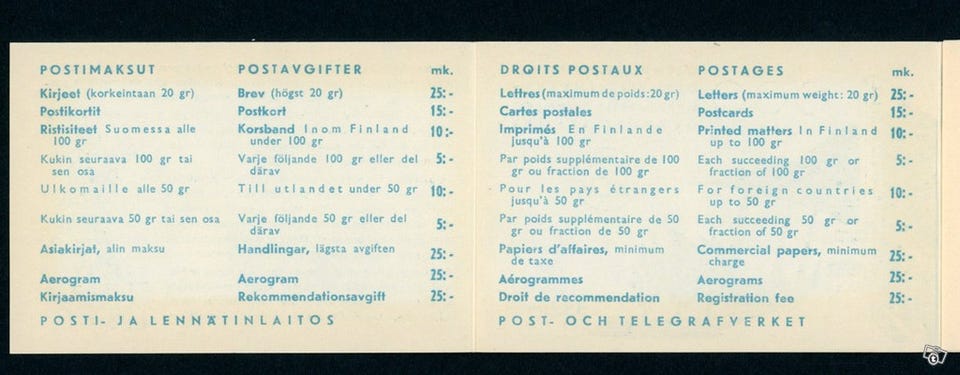 POSTIMAKSUT POSTAVGIFTER mk.
Kirjeet (korkeintaan 20 gr) Brev (högst 20 gr) 25:-
Postikortit Postkort 15:-
Ristisiteet Suomessa alle Korsband Inom Finland 10:-
100 gr under 100 gr
Kukin seuraava 100 gr tai Varje följande 100 gr eller del 5:-
sen osa därav
Ulkomaille alle 50 gr Till utlandet under 50 gr 10:-
Kukin seuraava 50 gr tai sen osa Varje följande 50 gr eller del 5:-
därav
Asiakirjat, alin maksu Handlingar, lägsta avgiften 25:-
Aerogram Aerogram 25:-
Kirjaamismaksu Rekommendationsavgift 25:-
POSTI- JA LENNÄTINLAITOS
DROITS POSTAUX POSTAGES mk.
Lettres (maximum de poids: 20 gr) Letters (maximum weight: 20 gr) 25:-
Cartes postales Postcards 15:-
Imprimés En Finlande Printed matters In Finland 10:-
jusqu'à 100 gr up to 100 gr
Par poids supplémentaire de 100 Each succeeding 100 gr or 5:-
gr ou fraction de 100 gr fraction of 100 gr
Pour les pays étrangers For foreign countries 10:-
jusqu'à 50 gr up to 50 gr
Par poids supplémentaire de 50 Each succeeding 50 gr or 5:-
gr ou fraction de 50 gr fraction of 50 gr
Papiers d'affaires, minimum Commercial papers, minimum 25:-
de taxe charge
Aérogrammes Aerograms 25:-
Droit de recommendation Registration fee 25:-
POST- OCH TELEGRAFVERKET